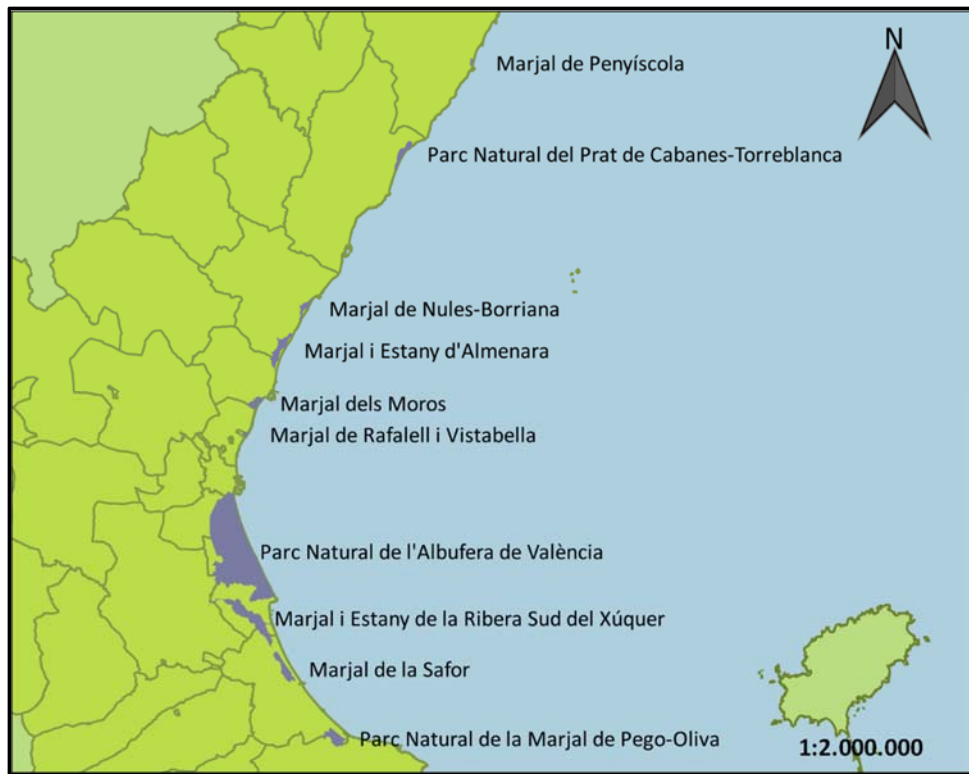 N
Marjal de Penyíscola
Parc Natural del Prat de Cabanes-Torreblanca
Marjal de Nules-Borriana
Marjal i Estany d'Almenara
Marjal dels Moros
Marjal de Rafalell i Vistabella
Parc Natural de l'Albufera de València
Marjal i Estany de la Ribera Sud del Xúquer
Marjal de la Safor
Parc Natural de la Marjal de Pego-Oliva
1:2.000.000